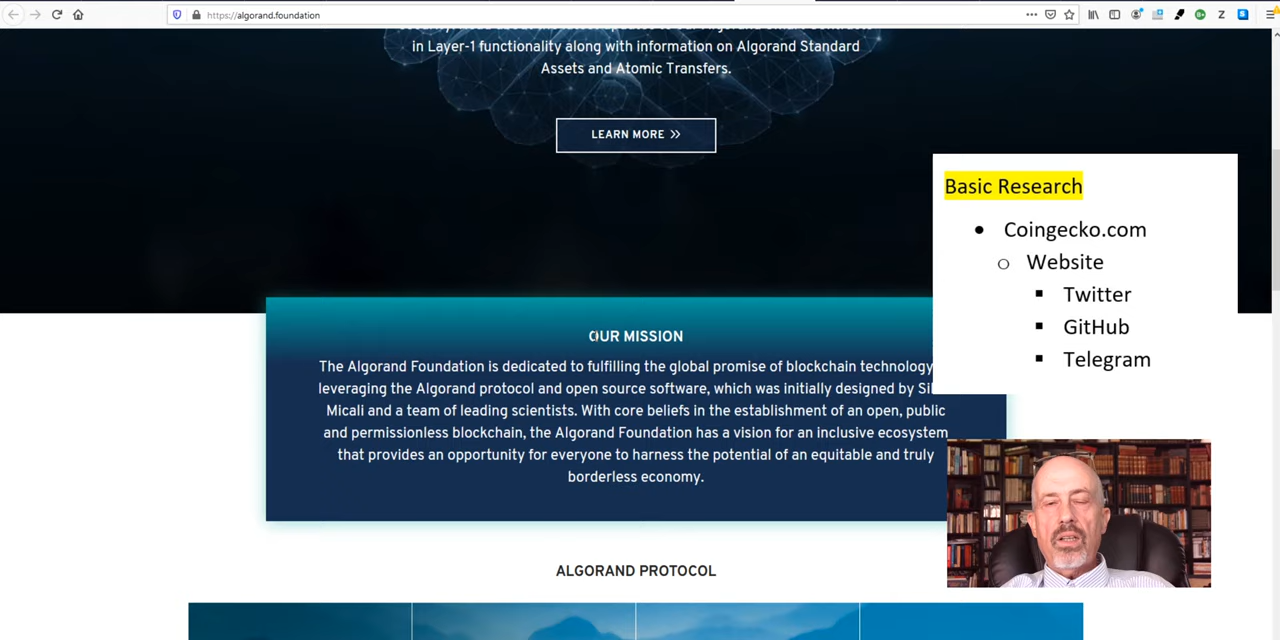 https://algorand.foundation
in Layer-1 functionality along with information on Algorand Standard
Assets and Atomic Transfers.
LEARN MORE >>
OUR MISSION
The Algorand Foundation is dedicated to fulfilling the global promise of blockchain technology
leveraging the Algorand protocol and open source software, which was initially designed by
Micali and a team of leading scientists. With core beliefs in the establishment of an open, public
and permissionless blockchain, the Algorand Foundation has a vision for an inclusive ecosystem
that provides an opportunity for everyone to harness the potential of an equitable and truly
borderless economy.
ALGORAND PROTOCOL
Basic Research
• Coingecko.com
○ Website
▪ Twitter
▪ GitHub
▪ Telegram